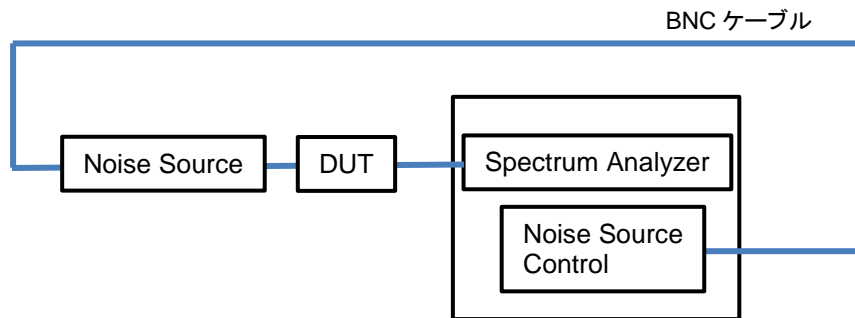 BNC ケーブル
Noise Source
DUT
Spectrum Analyzer
Noise Source
Control